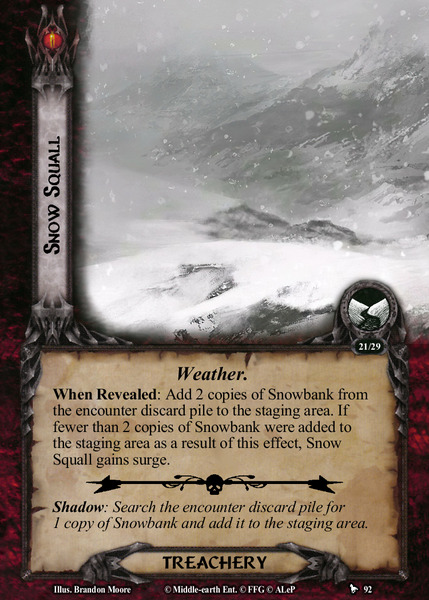 Snow Squall
21/29
Weather.
When Revealed: Add 2 copies of Snowbank from
the encounter discard pile to the staging area. If
fewer than 2 copies of Snowbank were added to
the staging area as a result of this effect, Snow
Squall gains surge.
Shadow: Search the encounter discard pile for
1 copy of Snowbank and add it to the staging area.
TREACHERY
Illus. Brandon Moore © Middle-earth Ent. © FFG © ALeP 92